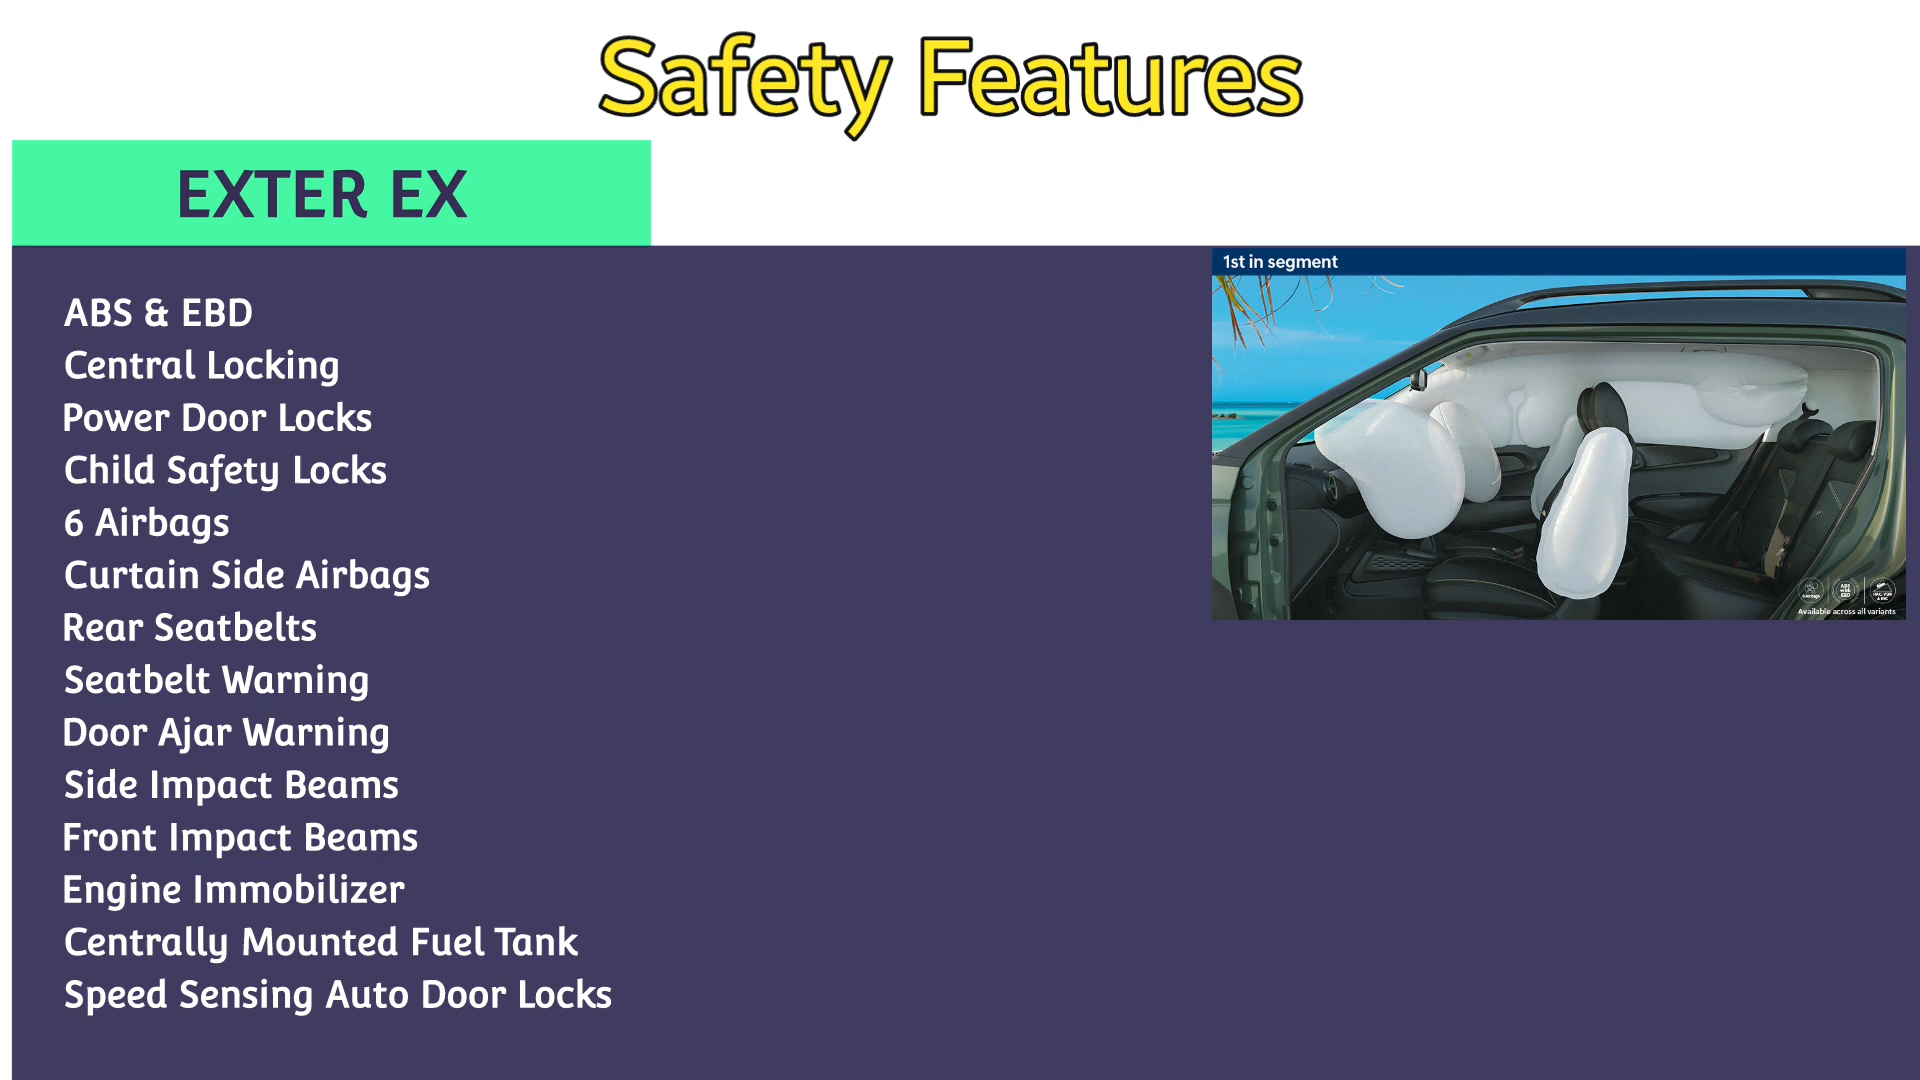 Safety Features
EXTER EX
1st in segment
ABS & EBD
Central Locking
Power Door Locks
Child Safety Locks
6 Airbags
Curtain Side Airbags
Rear Seatbelts
Seatbelt Warning
Door Ajar Warning
Side Impact Beams
Front Impact Beams
Engine Immobilizer
Centrally Mounted Fuel Tank
Speed Sensing Auto Door Locks
Available across all variants